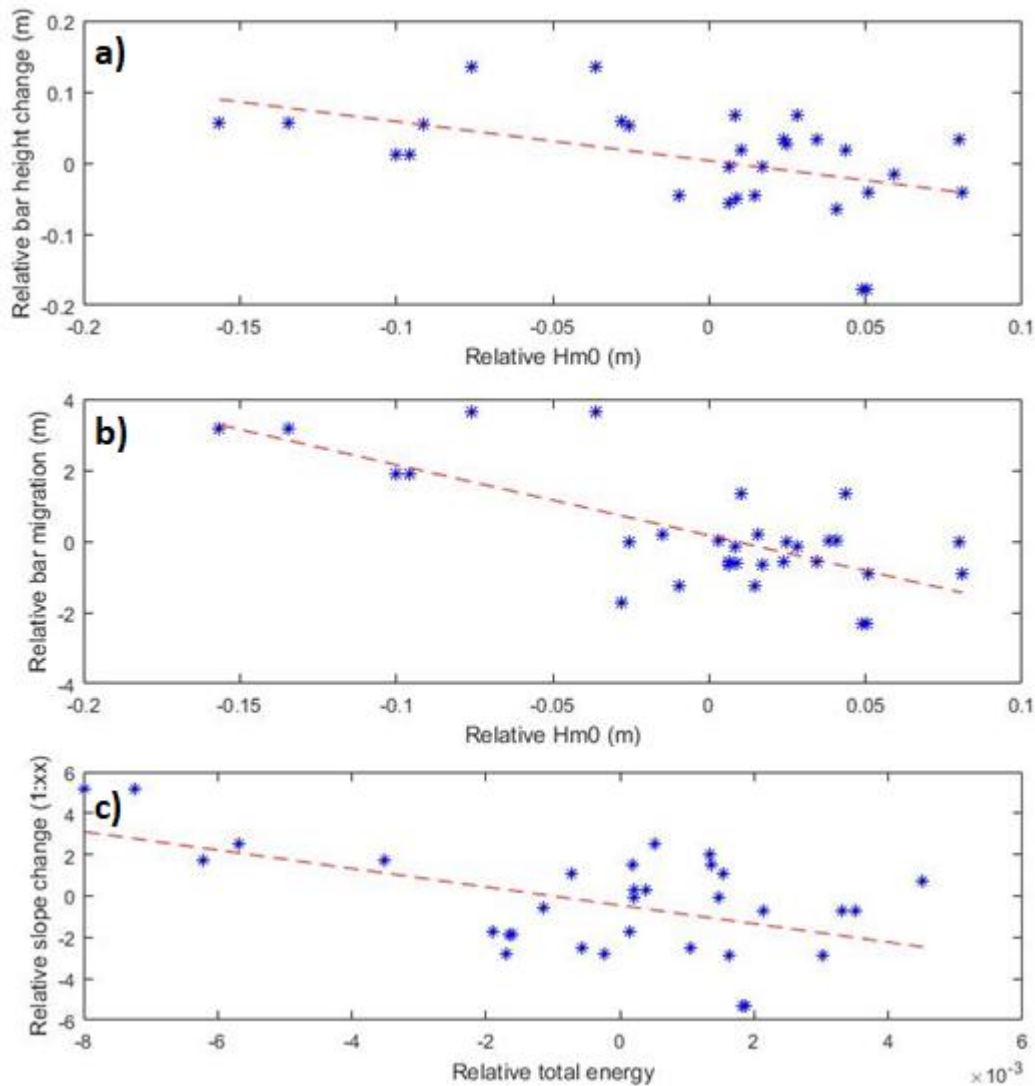 a)
Relative bar height change (m)
0.2
0.1
0
-0.1
-0.2
-0.2 -0.15 -0.1 -0.05 0 0.05 0.1
Relative Hm0 (m)
b)
Relative bar migration (m)
4
2
0
-2
-4
-0.2 -0.15 -0.1 -0.05 0 0.05 0.1
Relative Hm0 (m)
c)
Relative slope change (1:xx)
6
4
2
0
-2
-4
-6
-8 -6 -4 -2 0 2 4 6
Relative total energy
×10⁻³